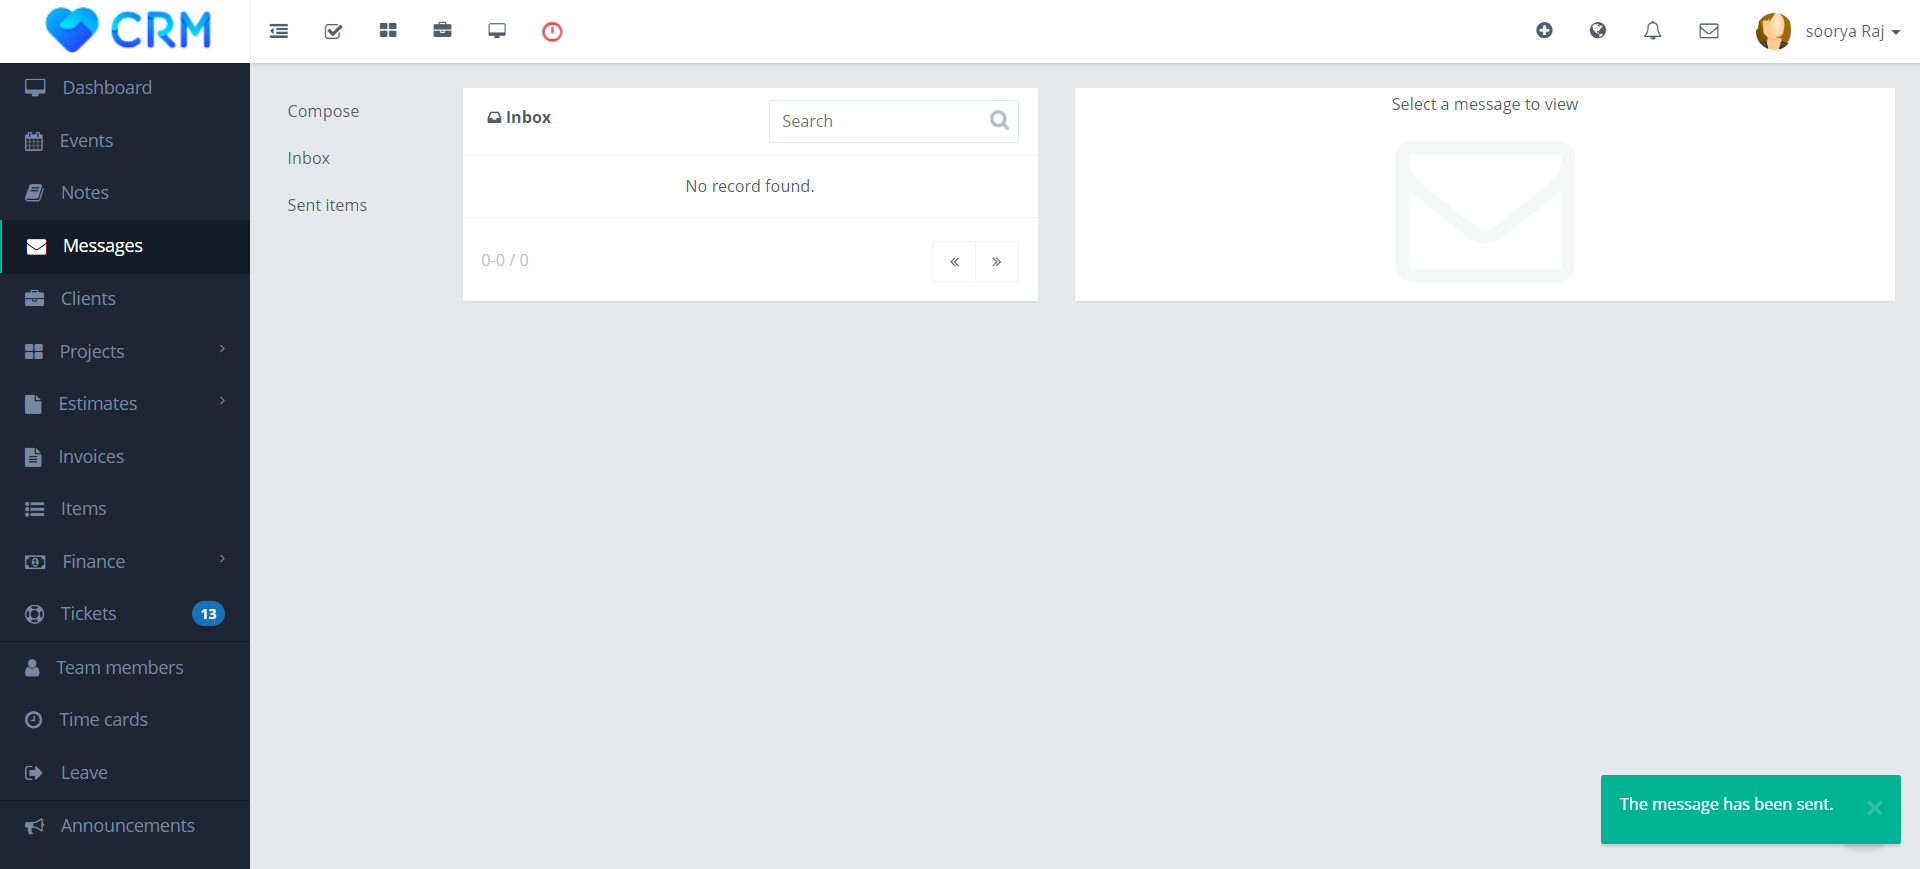 CRM
soorya Raj
Dashboard
Events
Notes
Messages
Clients
Projects
Estimates
Invoices
Items
Finance
Tickets 13
Team members
Time cards
Leave
Announcements
Compose
Inbox
Sent items
Inbox
Search
No record found.
0-0 / 0
« »
Select a message to view
The message has been sent. ×